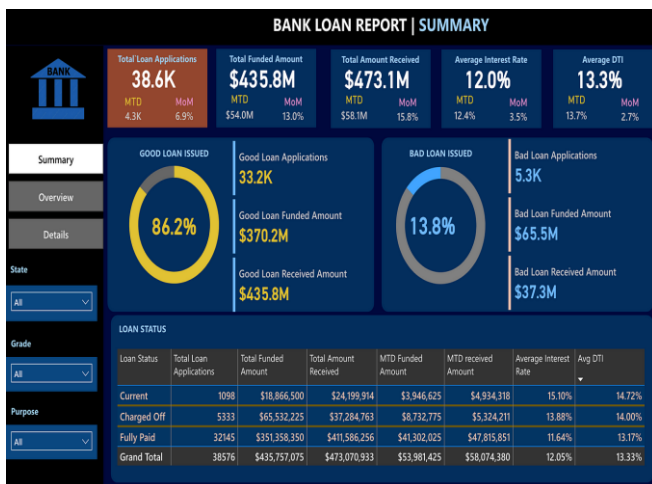 BANK LOAN REPORT | SUMMARY
BANK
Total Loan Applications
38.6K
MTD MoM
4.3K 6.9%
Total Funded Amount
$435.8M
MTD MoM
$54.0M 13.0%
Total Amount Received
$473.1M
MTD MoM
$58.1M 15.8%
Average Interest Rate
12.0%
MTD MoM
12.4% 3.5%
Average DTI
13.3%
MTD MoM
13.7% 2.7%
Summary
Overview
Details
State
All
Grade
All
Purpose
All
GOOD LOAN ISSUED
86.2%
Good Loan Applications
33.2K
Good Loan Funded Amount
$370.2M
Good Loan Received Amount
$435.8M
BAD LOAN ISSUED
13.8%
Bad Loan Applications
5.3K
Bad Loan Funded Amount
$65.5M
Bad Loan Received Amount
$37.3M
LOAN STATUS
Loan Status Total Loan Total Funded Total Amount MTD Funded MTD received Average Interest Avg DTI
Applications Amount Received Amount Amount Rate
Current 1098 $18,866,500 $24,199,914 $3,946,625 $4,934,318 15.10% 14.72%
Charged Off 5333 $65,532,225 $37,284,763 $8,732,775 $5,324,211 13.88% 14.00%
Fully Paid 32145 $351,358,350 $411,586,256 $41,302,025 $47,815,851 11.64% 13.17%
Grand Total 38576 $435,757,075 $473,070,933 $53,981,425 $58,074,380 12.05% 13.33%